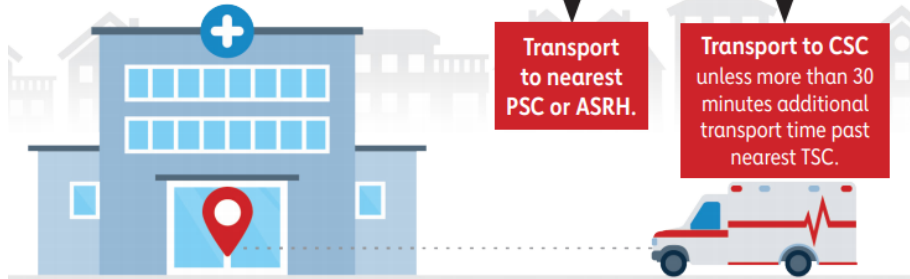 Transport
to nearest
PSC or ASRH.
Transport to CSC
unless more than 30
minutes additional
transport time past
nearest TSC.